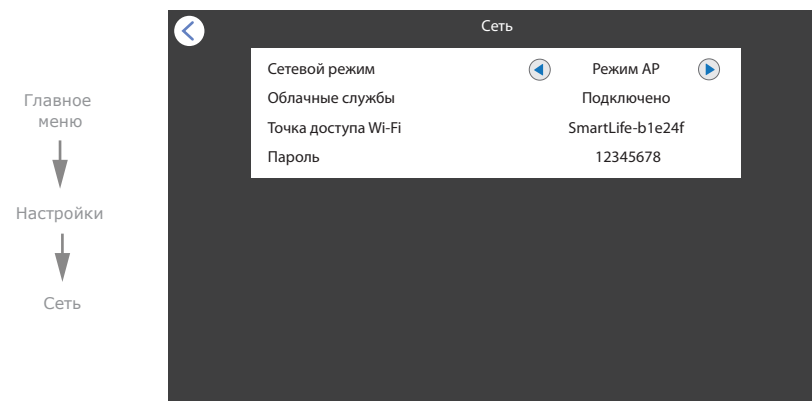 Главное
меню
Настройки
Сеть
Сеть
Сетевой режим Режим AP
Облачные службы Подключено
Точка доступа Wi-Fi SmartLife-b1e24f
Пароль 12345678